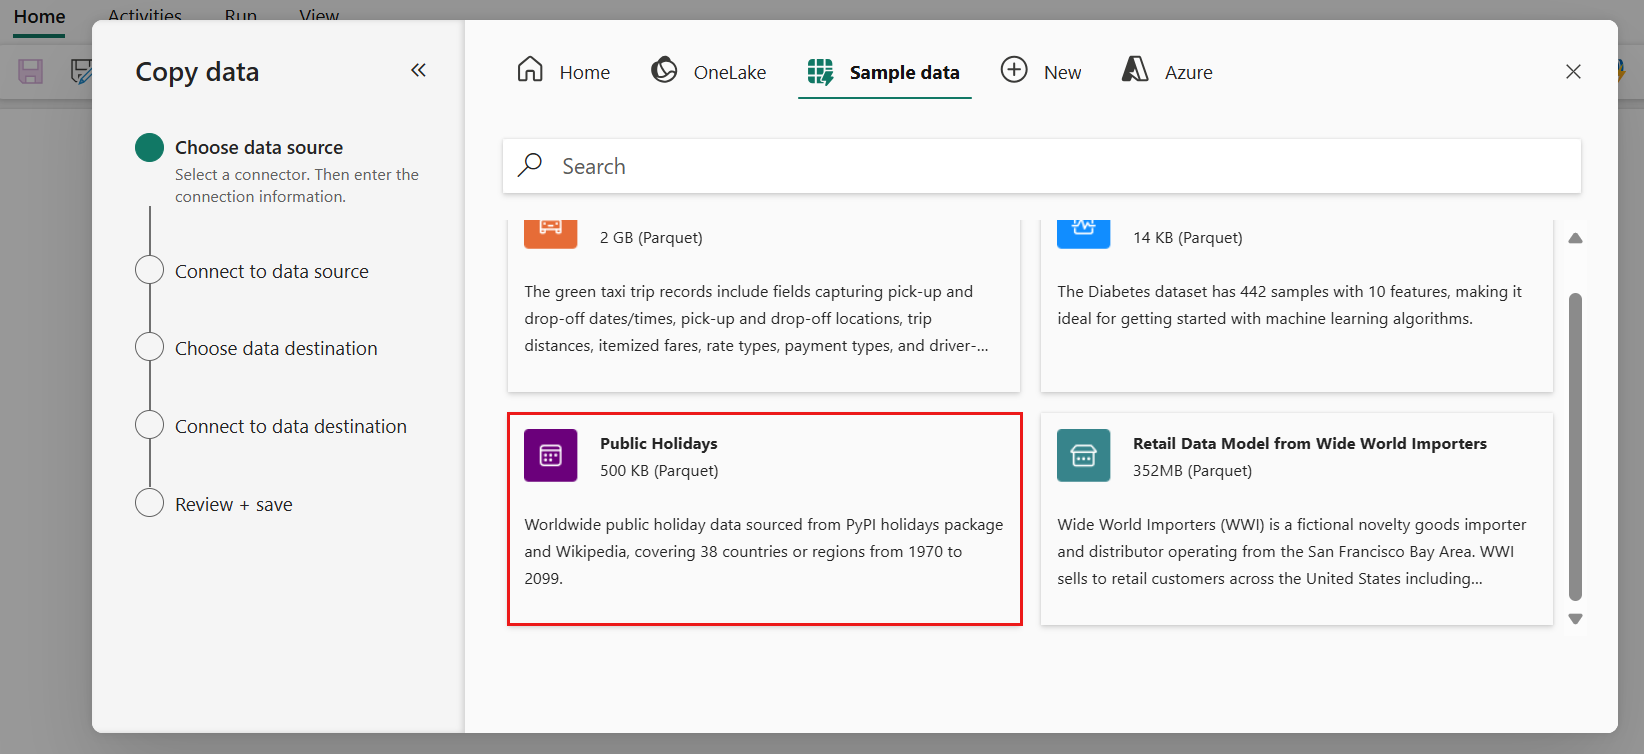 Home
Activities
Run
View
Copy data
Choose data source
Select a connector. Then enter the
connection information.
Connect to data source
Choose data destination
Connect to data destination
Review + save
Home
OneLake
Sample data
New
Azure
Search
2 GB (Parquet)
The green taxi trip records include fields capturing pick-up and
drop-off dates/times, pick-up and drop-off locations, trip
distances, itemized fares, rate types, payment types, and driver-...
14 KB (Parquet)
The Diabetes dataset has 442 samples with 10 features, making it
ideal for getting started with machine learning algorithms.
Public Holidays
500 KB (Parquet)
Worldwide public holiday data sourced from PyPI holidays package
and Wikipedia, covering 38 countries or regions from 1970 to
2099.
Retail Data Model from Wide World Importers
352MB (Parquet)
Wide World Importers (WWI) is a fictional novelty goods importer
and distributor operating from the San Francisco Bay Area. WWI
sells to retail customers across the United States including...